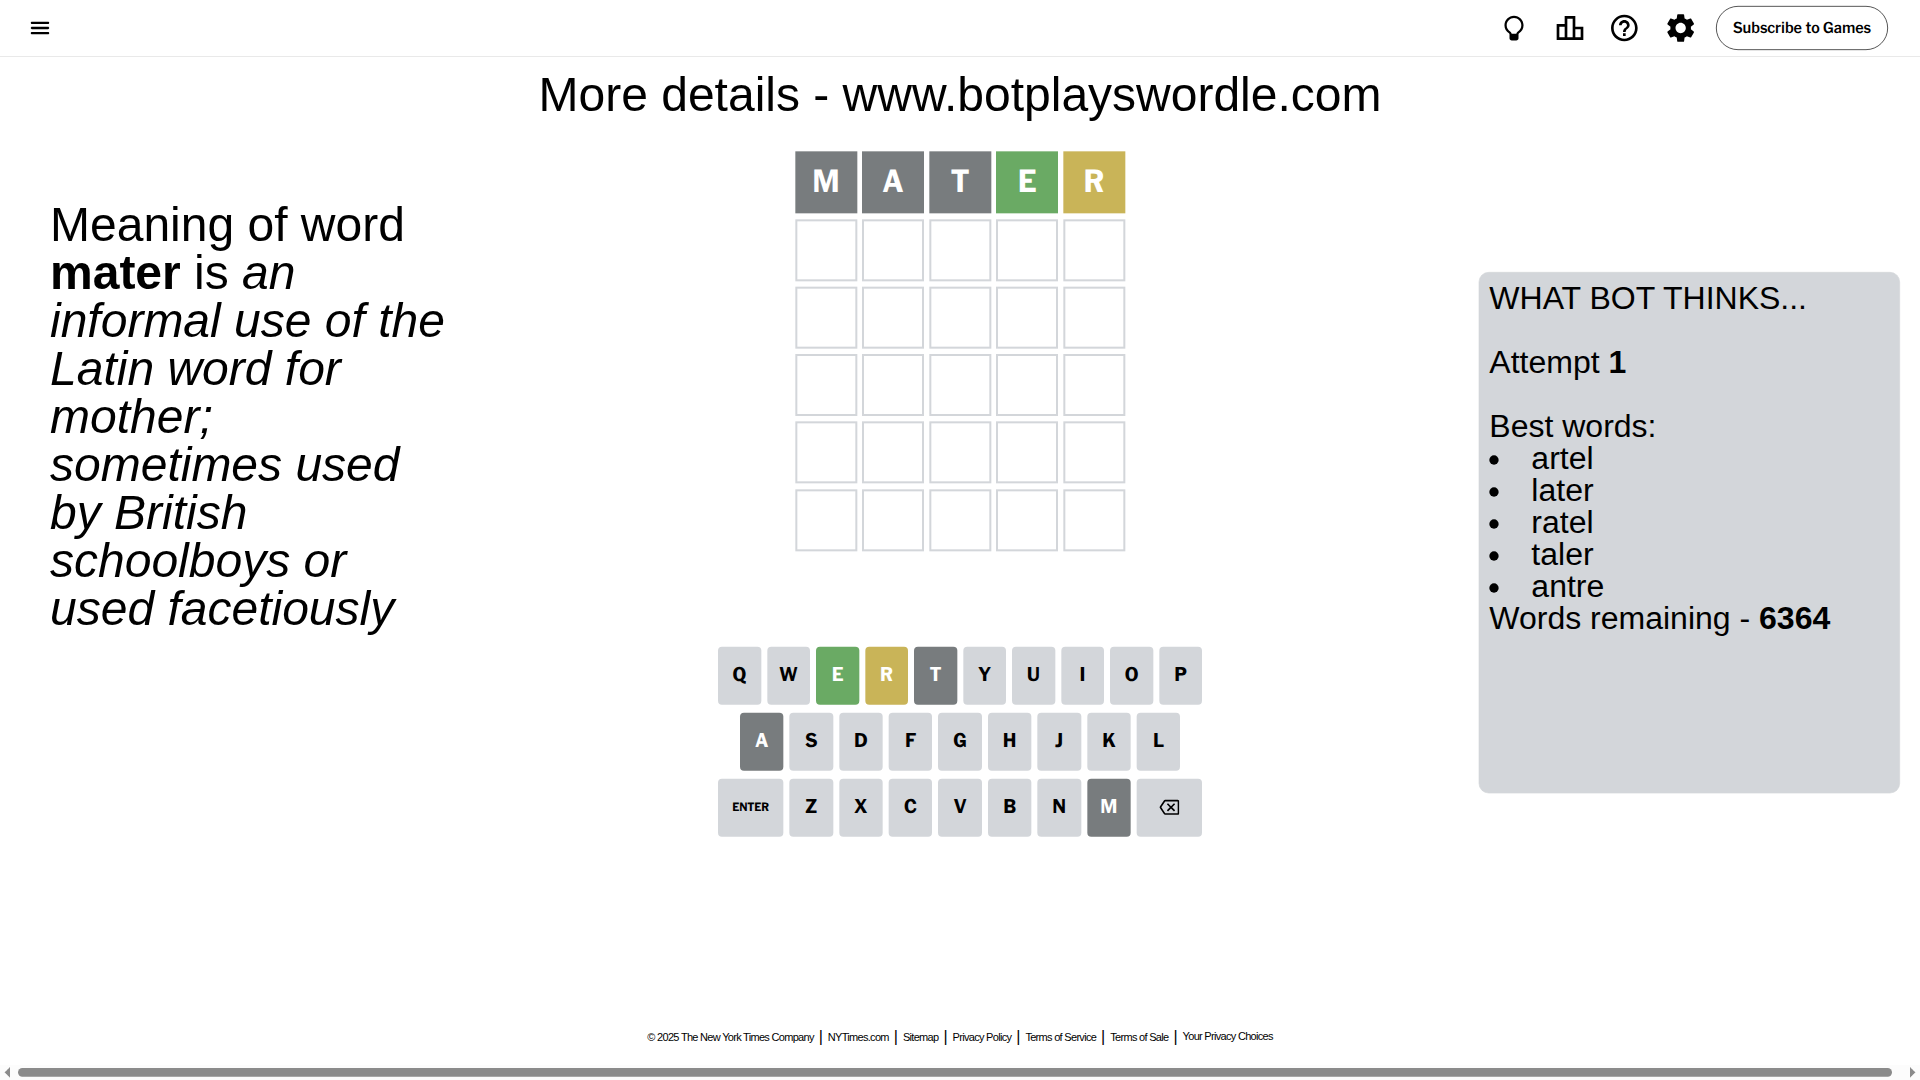 Subscribe to Games
More details - www.botplayswordle.com
Meaning of word
mater is an
informal use of the
Latin word for
mother;
sometimes used
by British
schoolboys or
used facetiously
M A T E R
WHAT BOT THINKS...
Attempt 1
Best words:
• artel
• later
• ratel
• taler
• antre
Words remaining - 6364
Q W E R T Y U I O P
A S D F G H J K L
ENTER Z X C V B N M
© 2025 The New York Times Company | NYTimes.com | Sitemap | Privacy Policy | Terms of Service | Terms of Sale | Your Privacy Choices